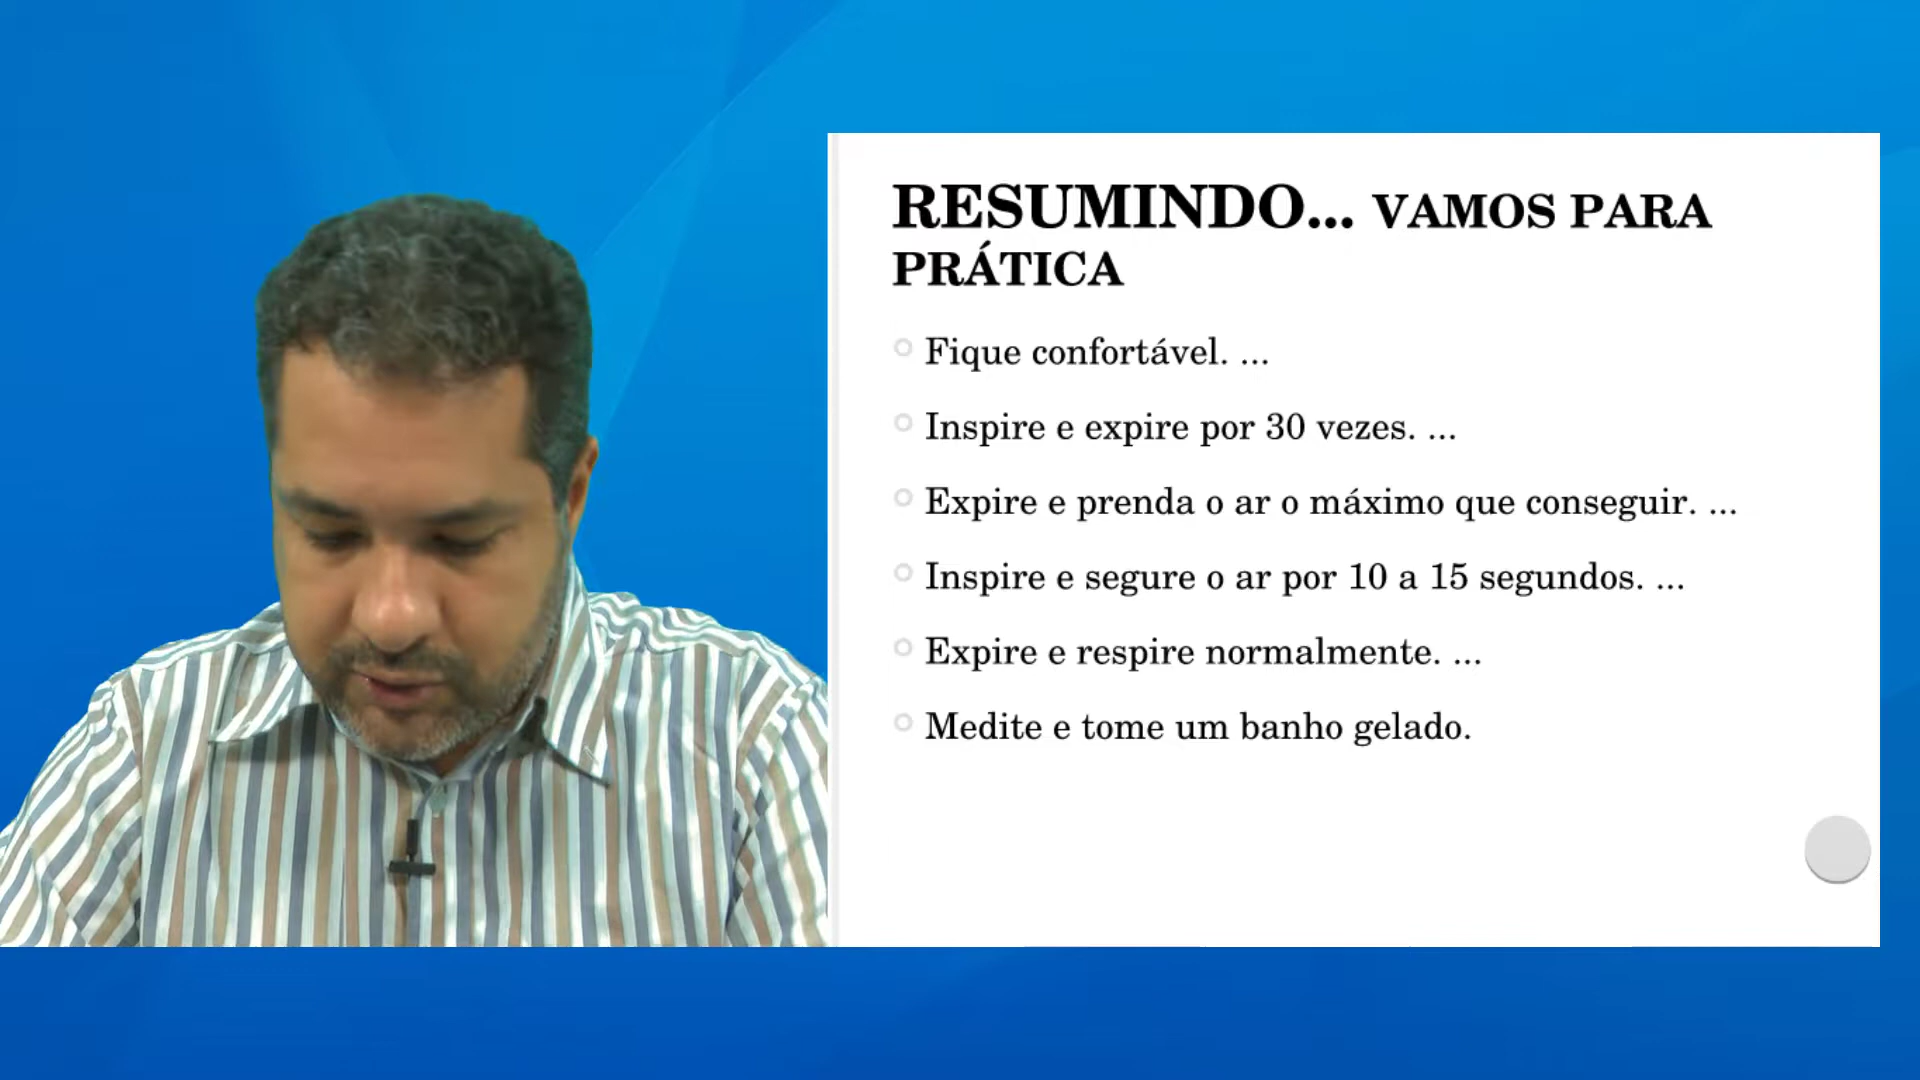 RESUMINDO... VAMOS PARA
PRÁTICA
Fique confortável. ...
Inspire e expire por 30 vezes. ...
Expire e prenda o ar o máximo que conseguir. ...
Inspire e segure o ar por 10 a 15 segundos. ...
Expire e respire normalmente. ...
Medite e tome um banho gelado.